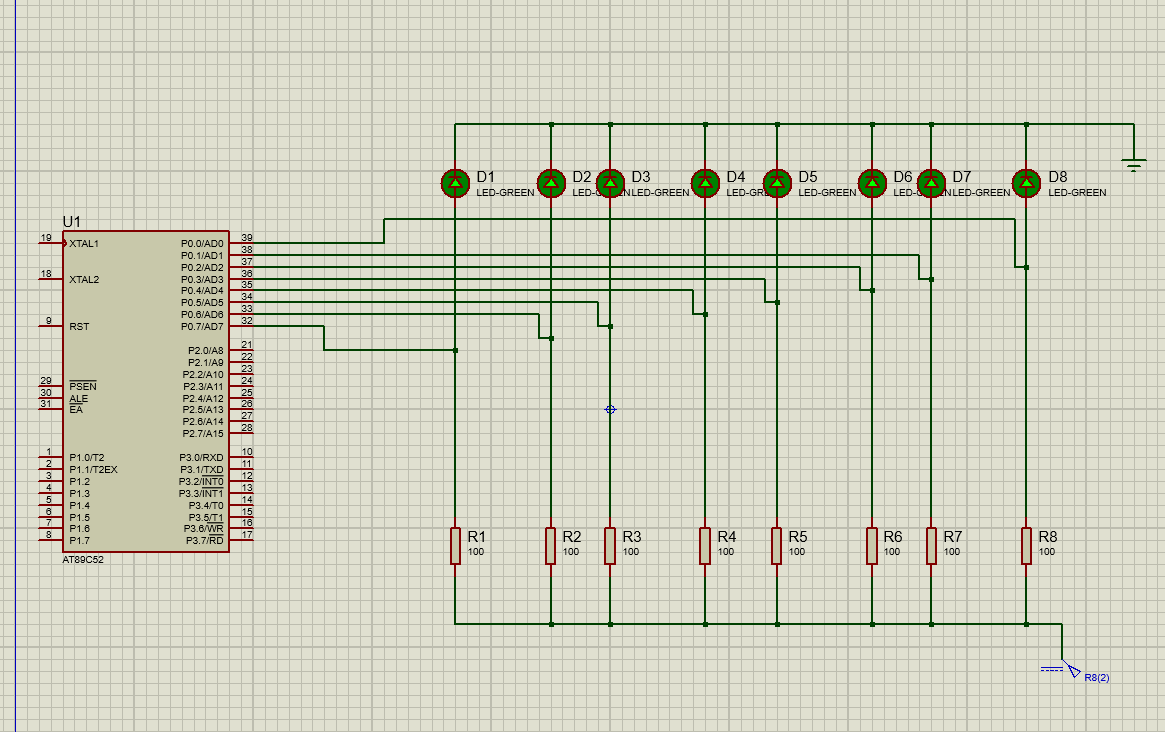 D1
LED-GREEN
D2
LED-GREEN
D3
LED-GREEN
D4
LED-GREEN
D5
LED-GREEN
D6
LED-GREEN
D7
LED-GREEN
D8
LED-GREEN
U1
19 XTAL1 P0.0/AD0 39
P0.1/AD1 38
P0.2/AD2 37
18 XTAL2 P0.3/AD3 36
P0.4/AD4 35
P0.5/AD5 34
P0.6/AD6 33
9 RST P0.7/AD7 32
P2.0/A8 21
P2.1/A9 22
P2.2/A10 23
29 PSEN P2.3/A11 24
30 ALE P2.4/A12 25
31 EA P2.5/A13 26
P2.6/A14 27
P2.7/A15 28
1 P1.0/T2 P3.0/RXD 10
2 P1.1/T2EX P3.1/TXD 11
3 P1.2 P3.2/INT0 12
4 P1.3 P3.3/INT1 13
5 P1.4 P3.4/T0 14
6 P1.5 P3.5/T1 15
7 P1.6 P3.6/WR 16
8 P1.7 P3.7/RD 17
AT89C52
R1
100
R2
100
R3
100
R4
100
R5
100
R6
100
R7
100
R8
100
R8(2)